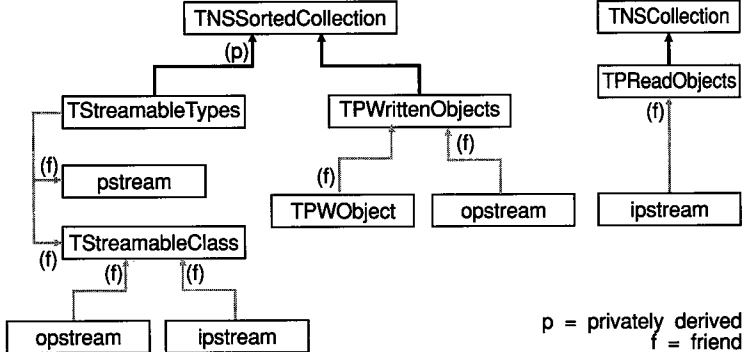 TNSSortedCollection
TNSCollection
(p)
TPReadObjects
TStreamableTypes
TPWrittenObjects
(f)
(f)
(f)
pstream
(f)
TPWObject
opstream
ipstream
TStreamableClass
(f)
(f)
(f)
opstream
ipstream
p = privately derived
f = friend